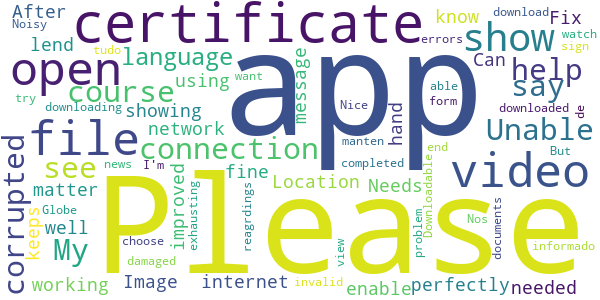 After certificate know download Fix
Noisy tudo lend language message show Can errors watch sign
open want help
try course using app say able form
downloading showing hand Nice downloaded de
file network Unable
corrupted see connection video manten But
My I'm fine completed end
matter improved Location Needs
news exhausting Please Downloadable documents
keeps Globe well reagrdings problem Nos
choose view informado
working damaged Image internet invalid enable perfectly needed